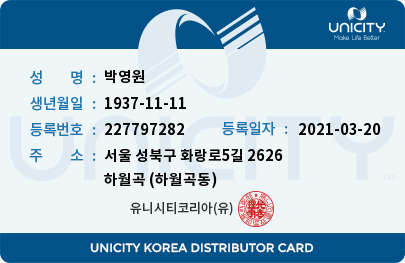 UNICITY
Make Life Better
성 명 : 박영원
생년월일 : 1937-11-11
등록번호 : 227797282 등록일자 : 2021-03-20
주 소 : 서울 성북구 화랑로5길 2626
하월곡 (하월곡동)
유니시티코리아(유)
UNICITY
UNICITY KOREA DISTRIBUTOR CARD